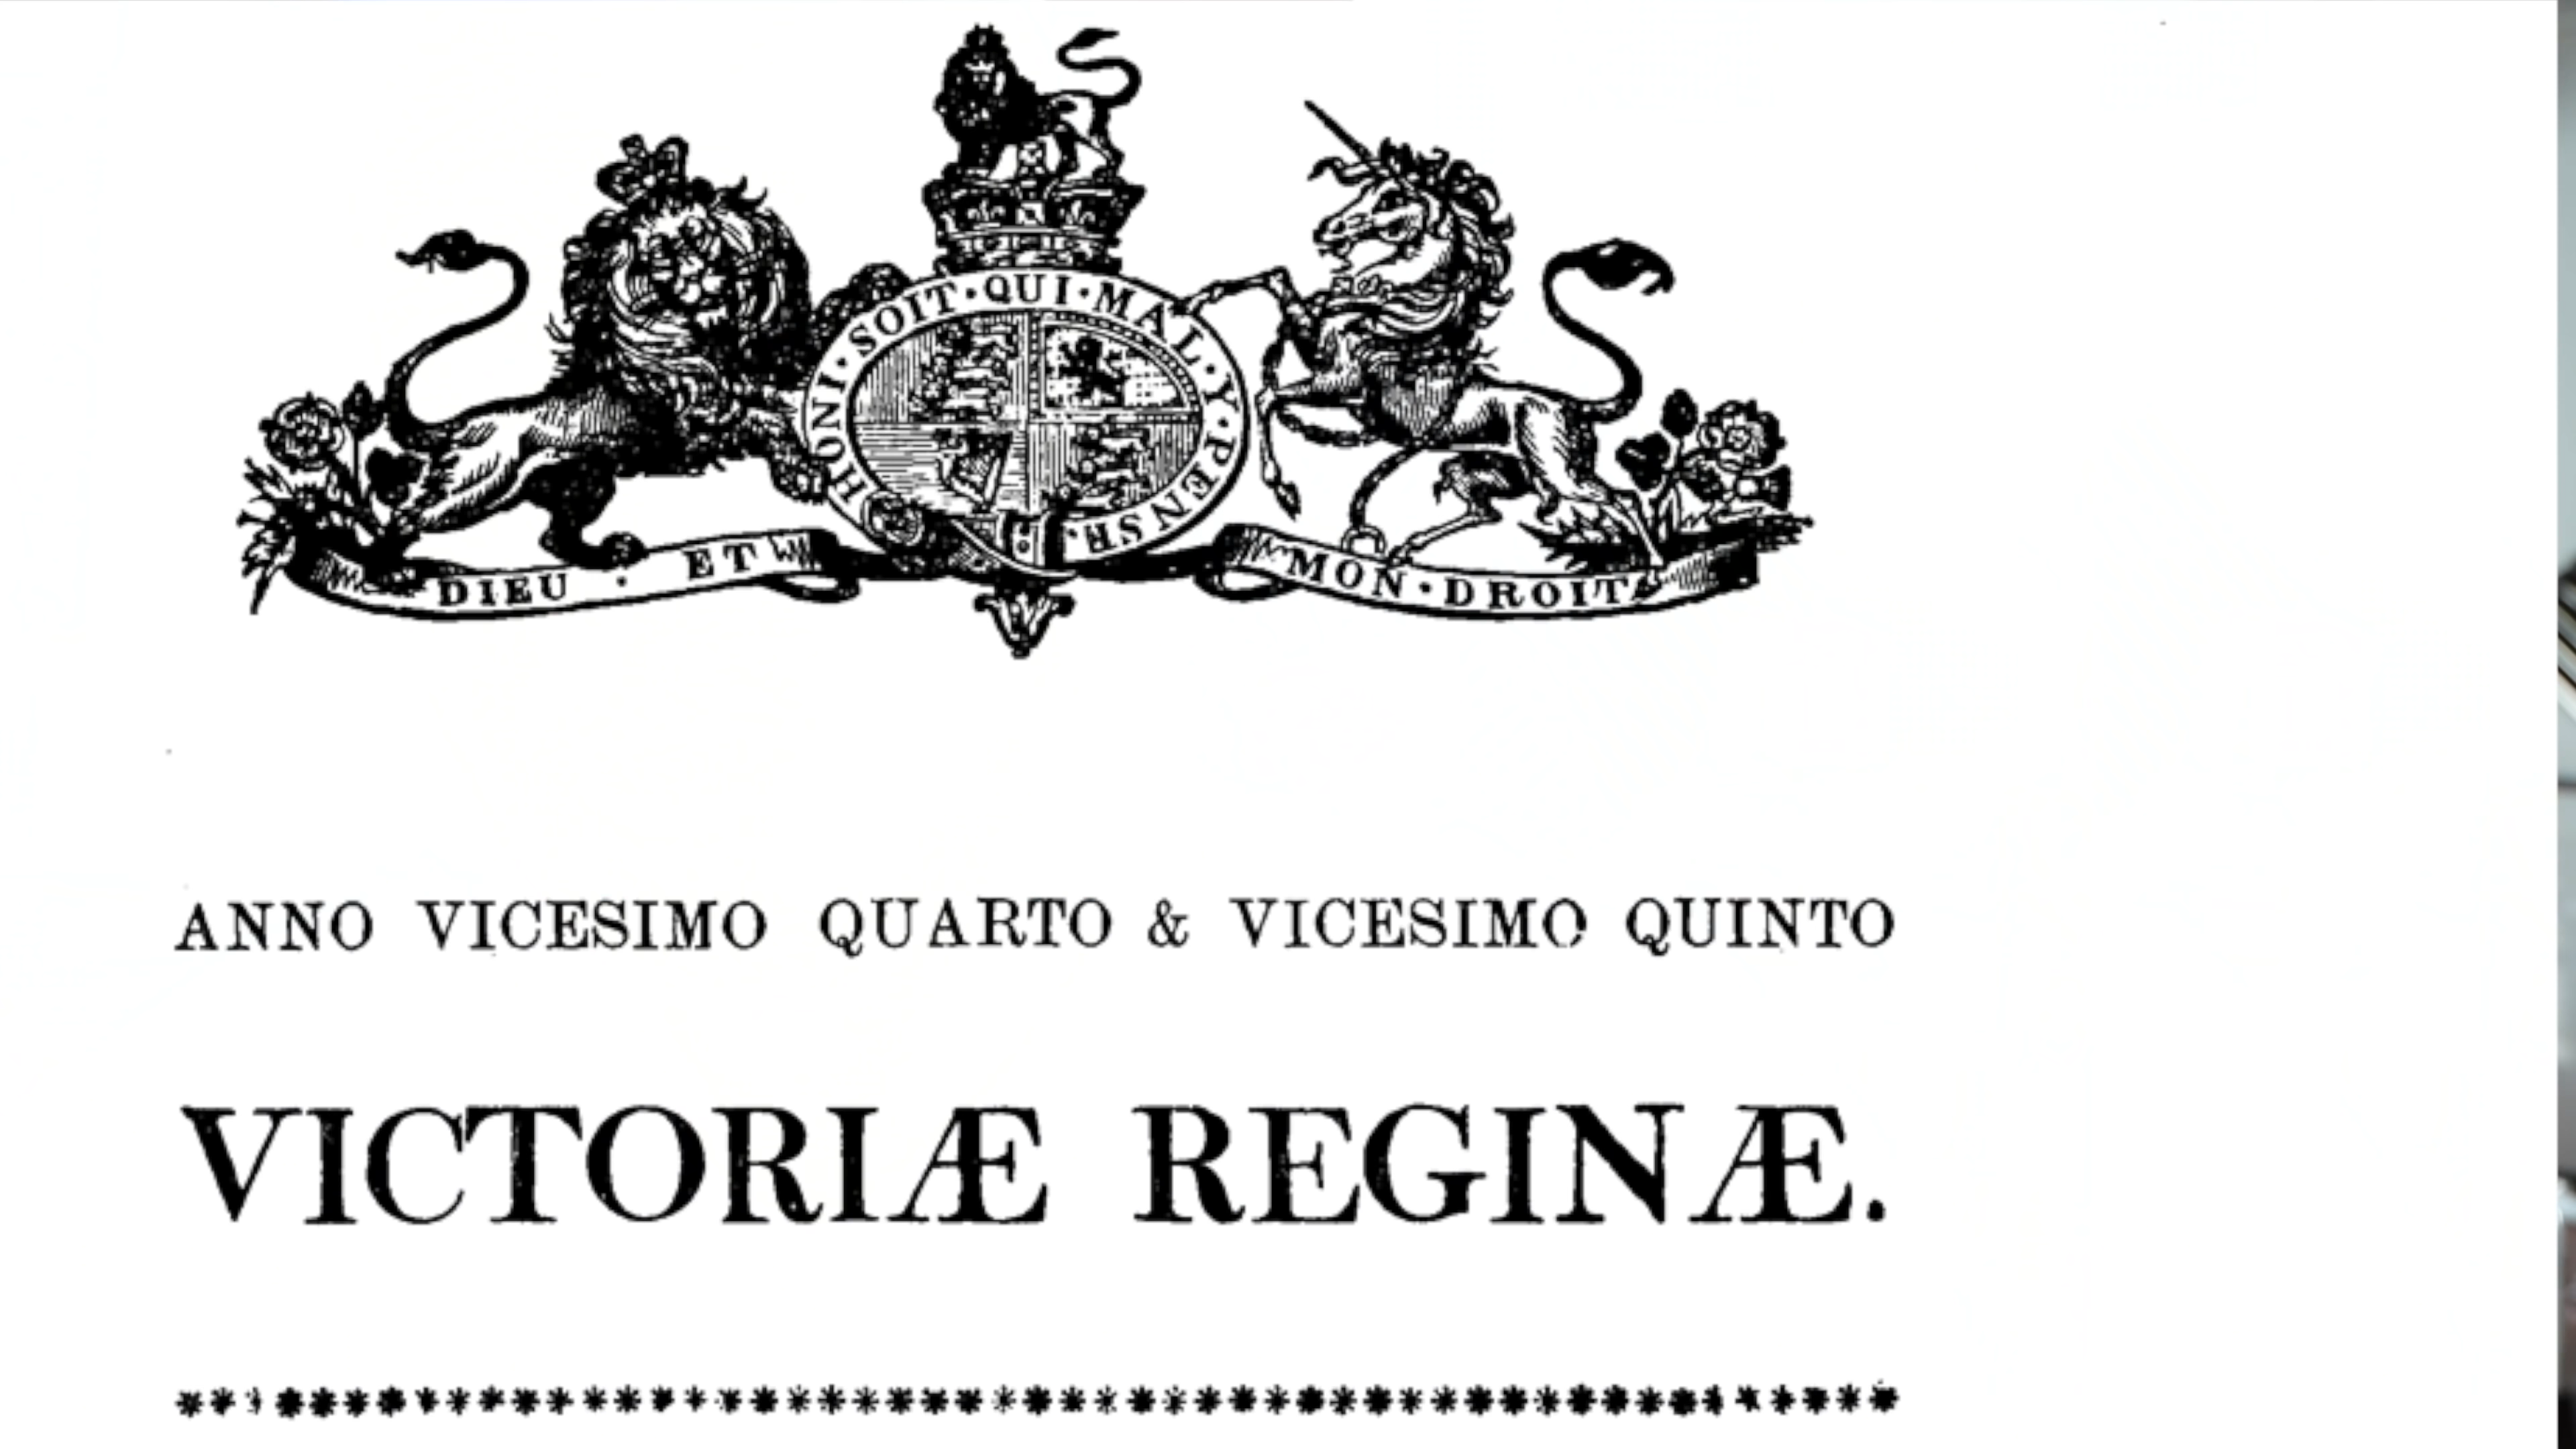 HONI·SOIT·QUI·MAL·Y·PENSE·
DIEU · ET MON·DROIT
ANNO VICESIMO QUARTO & VICESIMO QUINTO
VICTORIÆ REGINÆ.